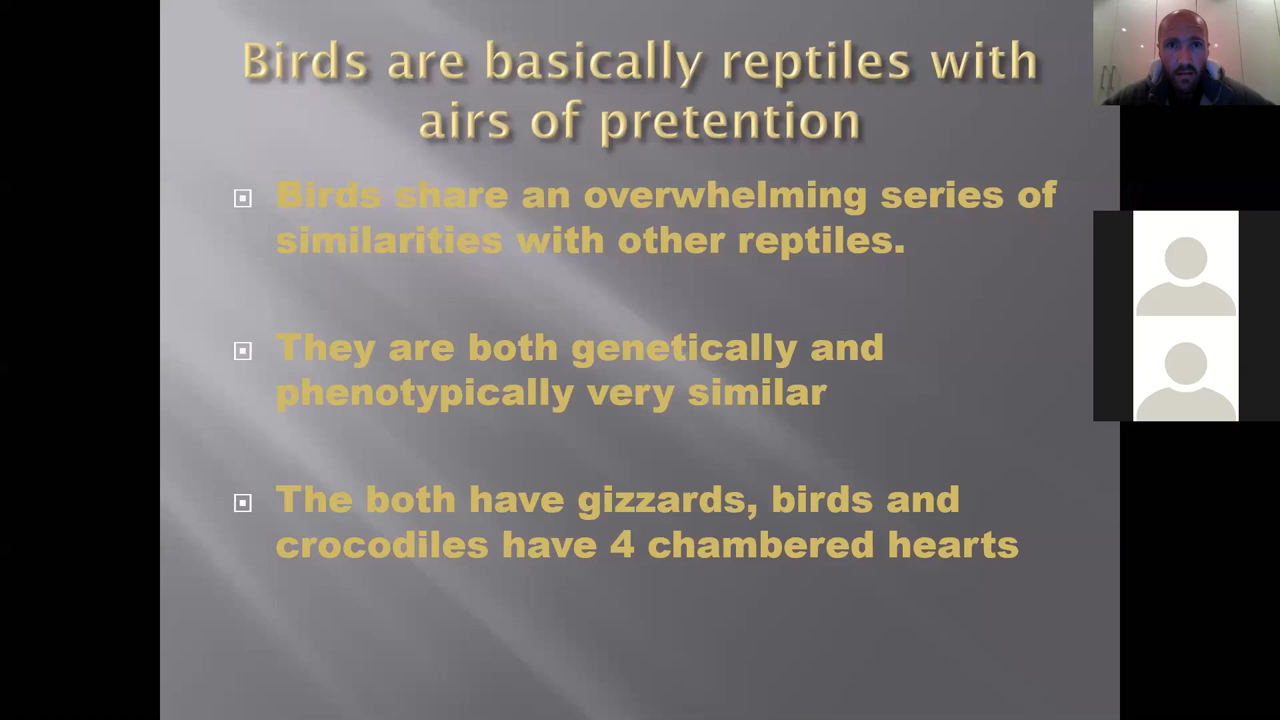 Birds are basically reptiles with
airs of pretention
Birds share an overwhelming series of
similarities with other reptiles.
They are both genetically and
phenotypically very similar
The both have gizzards, birds and
crocodiles have 4 chambered hearts